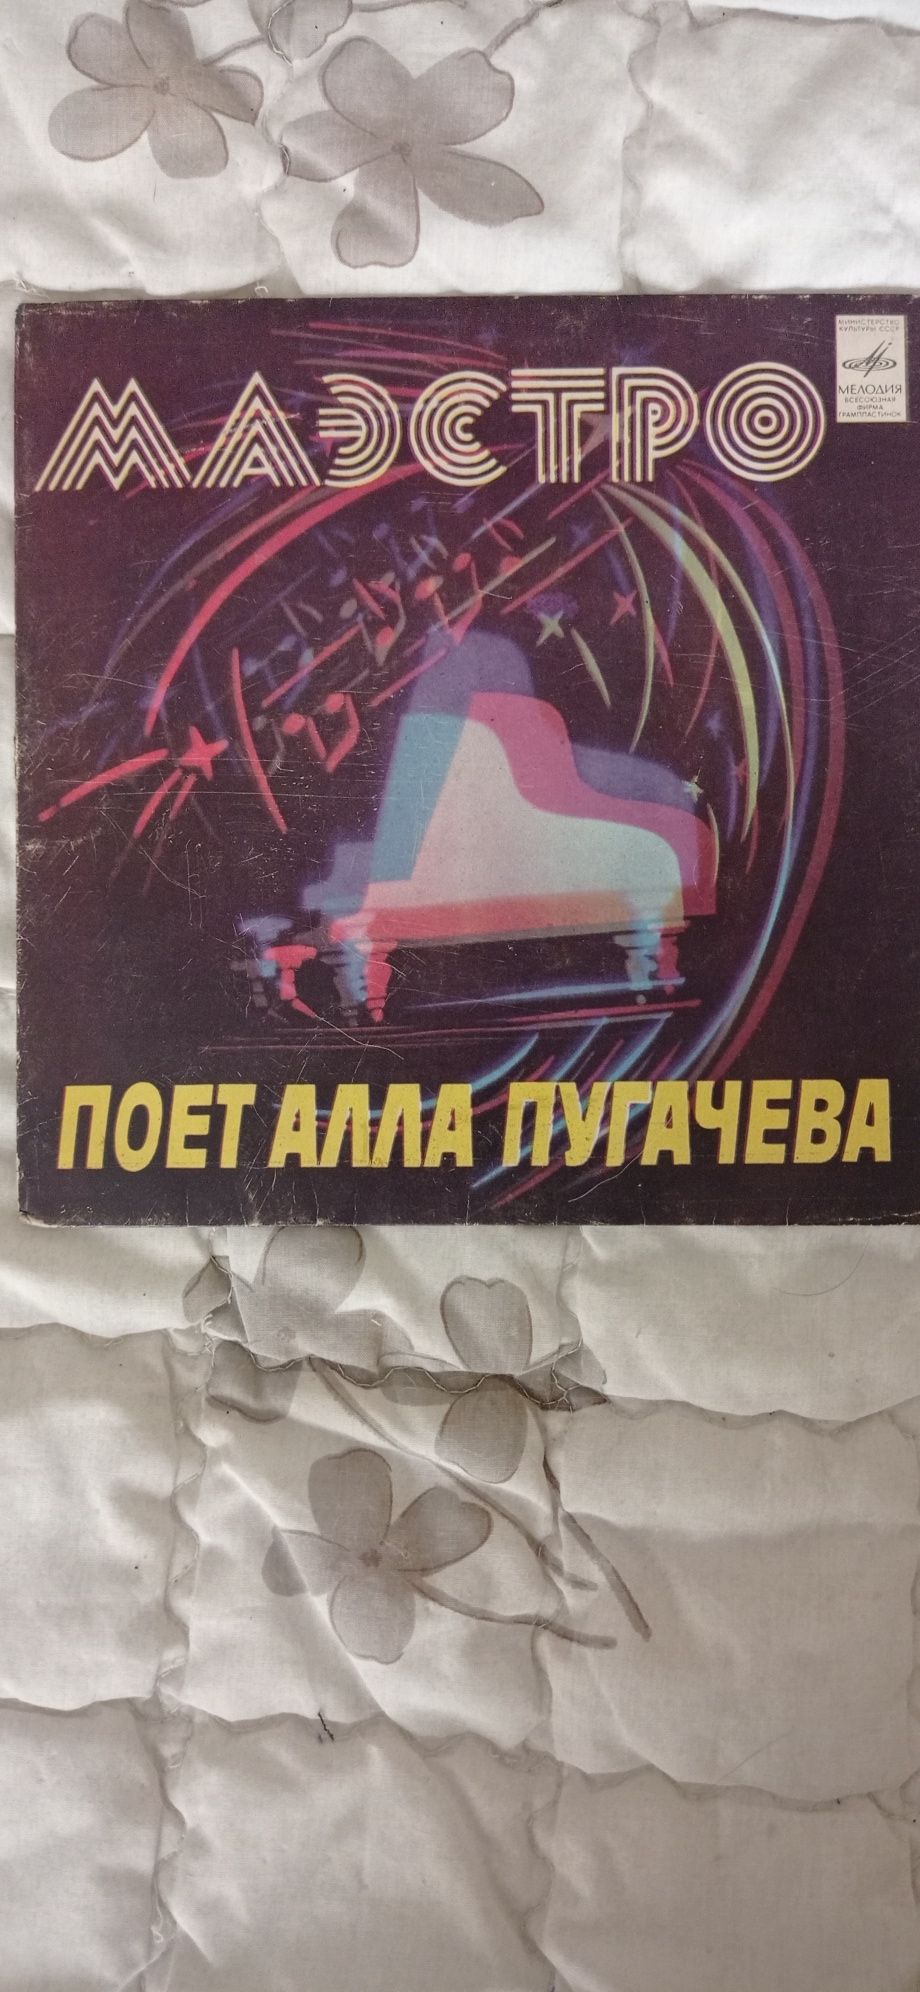 МАЭСТРО
МИНИСТЕРСТВО
КУЛЬТУРЫ СССР
МЕЛОДИЯ
ВСЕСОЮЗНАЯ
ФИРМА
ГРАМПЛАСТИНОК
ПОЕТ АЛЛА ПУГАЧЕВА